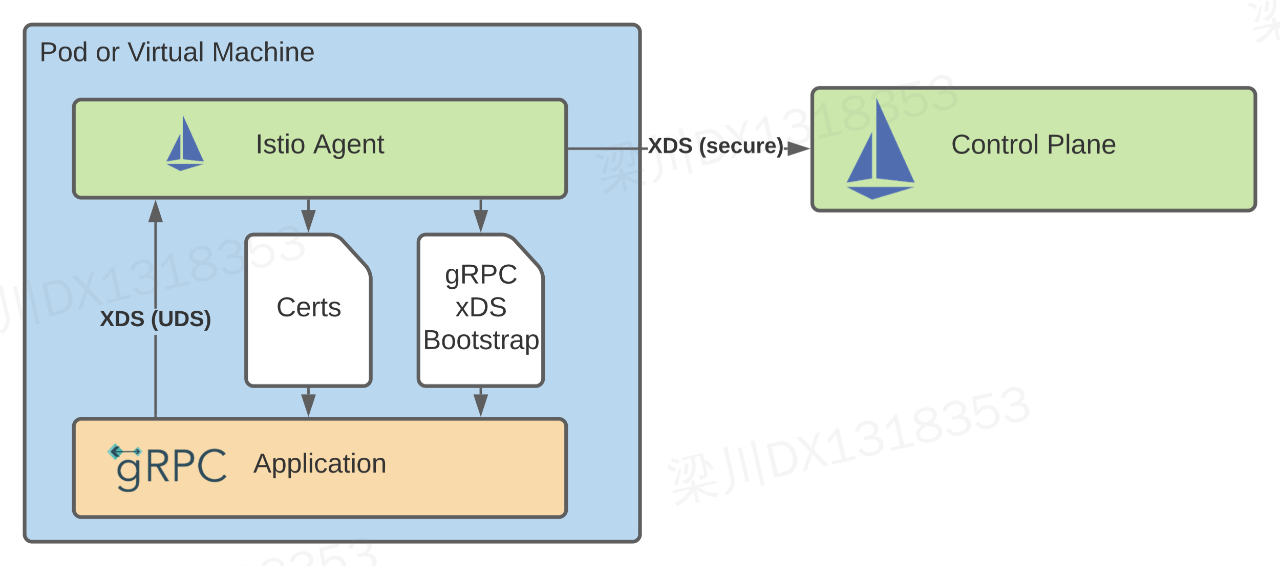 Pod or Virtual Machine
Istio Agent
XDS (secure)
Control Plane
XDS (UDS)
Certs
gRPC
xDS
Bootstrap
gRPC
Application
梁川DX1318353
梁川DX1318353
梁川DX1318353